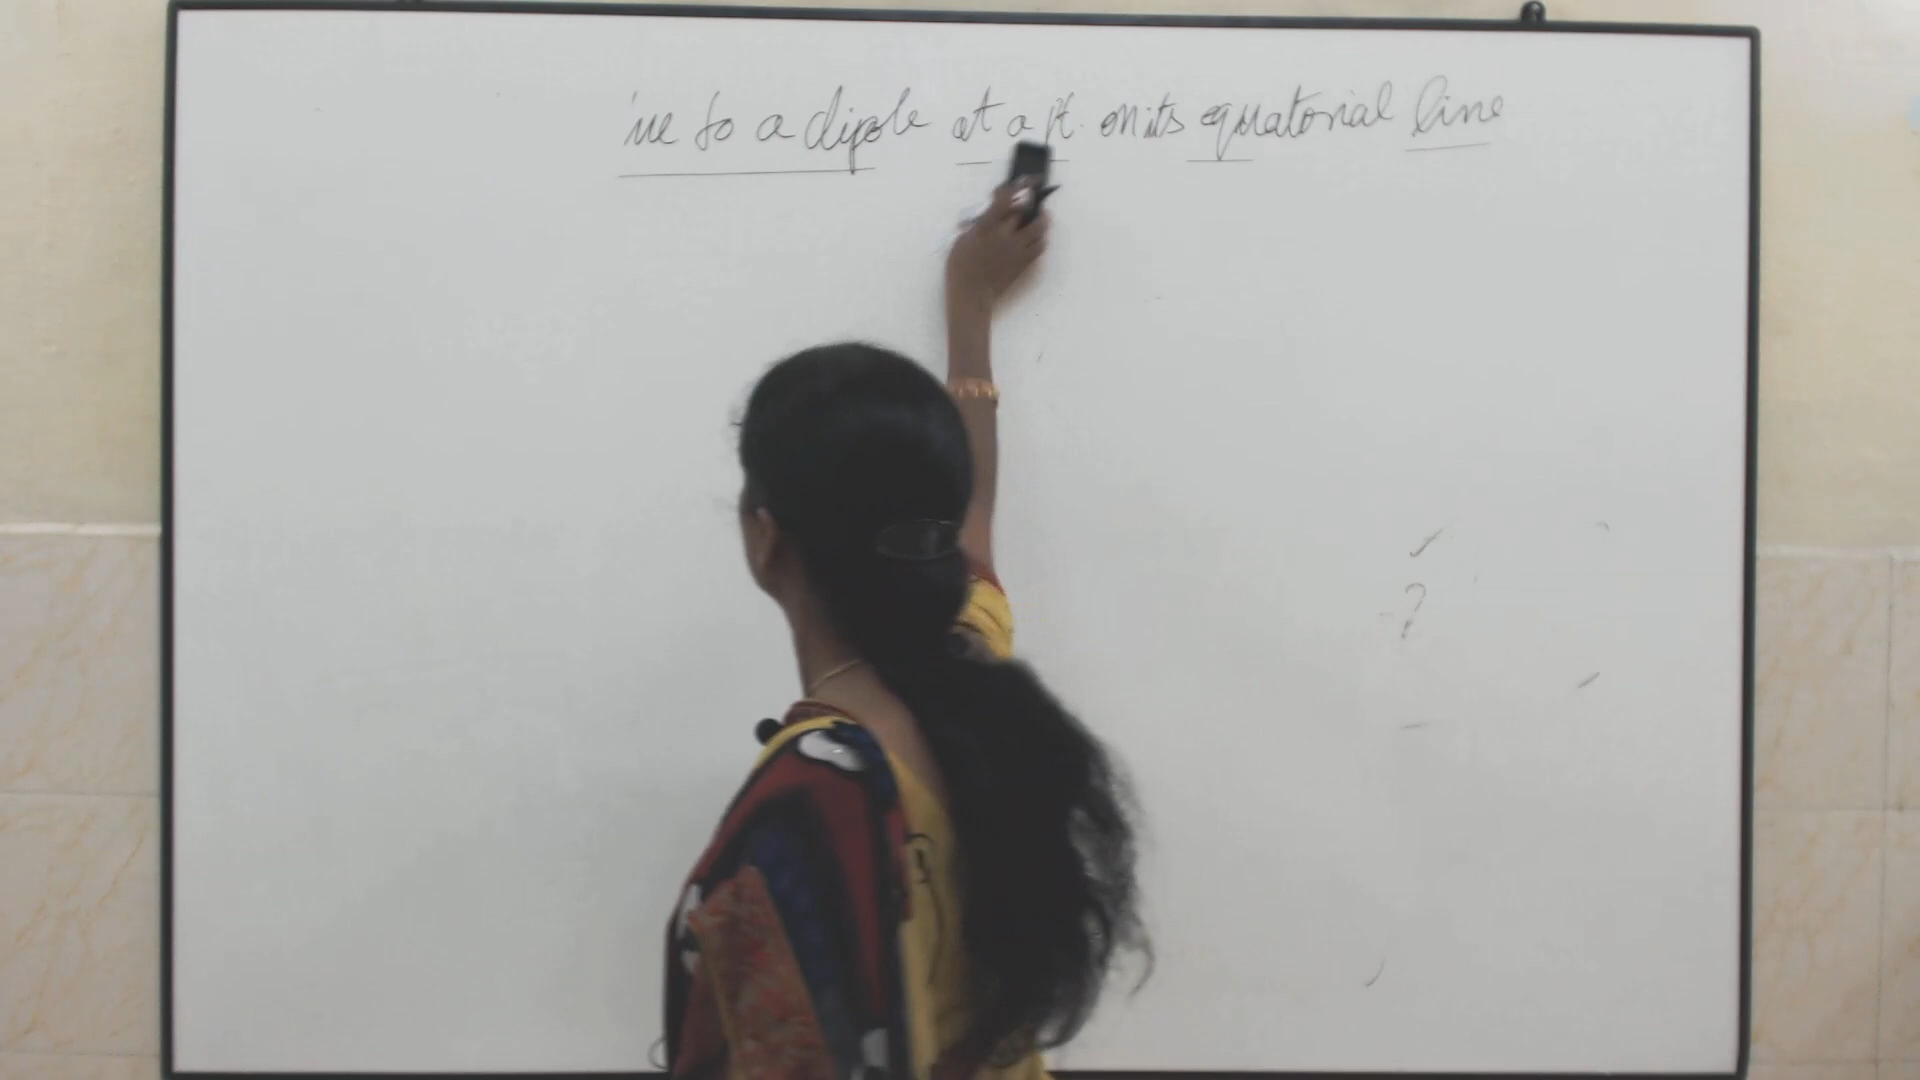 ue to a dipole at a pt. on its equatorial line
?